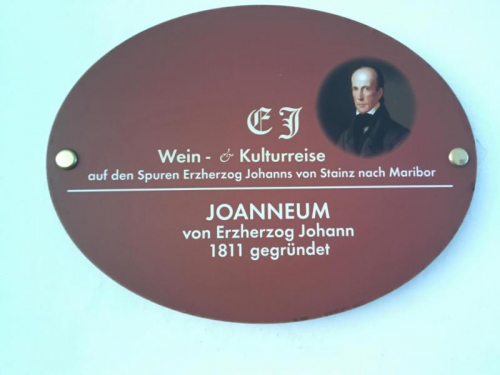 EJ
Wein - & Kulturreise
auf den Spuren Erzherzog Johanns von Stainz nach Maribor
JOANNEUM
von Erzherzog Johann
1811 gegründet